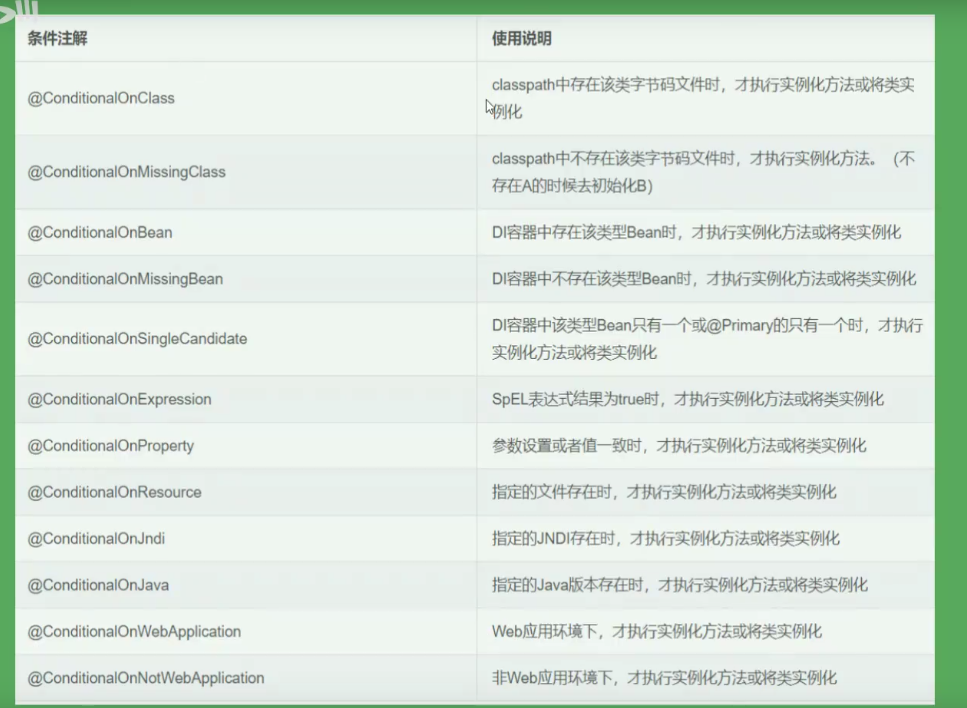 条件注解
使用说明
@ConditionalOnClass
classpath中存在该类字节码文件时，才执行实例化方法或将类实
例化
@ConditionalOnMissingClass
classpath中不存在该类字节码文件时，才执行实例化方法。（不
存在A的时候去初始化B）
@ConditionalOnBean
DI容器中存在该类型Bean时，才执行实例化方法或将类实例化
@ConditionalOnMissingBean
DI容器中不存在该类型Bean时，才执行实例化方法或将类实例化
@ConditionalOnSingleCandidate
DI容器中该类型Bean只有一个或@Primary的只有一个时，才执行
实例化方法或将类实例化
@ConditionalOnExpression
SpEL表达式结果为true时，才执行实例化方法或将类实例化
@ConditionalOnProperty
参数设置或者值一致时，才执行实例化方法或将类实例化
@ConditionalOnResource
指定的文件存在时，才执行实例化方法或将类实例化
@ConditionalOnJndi
指定的JNDI存在时，才执行实例化方法或将类实例化
@ConditionalOnJava
指定的Java版本存在时，才执行实例化方法或将类实例化
@ConditionalOnWebApplication
Web应用环境下，才执行实例化方法或将类实例化
@ConditionalOnNotWebApplication
非Web应用环境下，才执行实例化方法或将类实例化